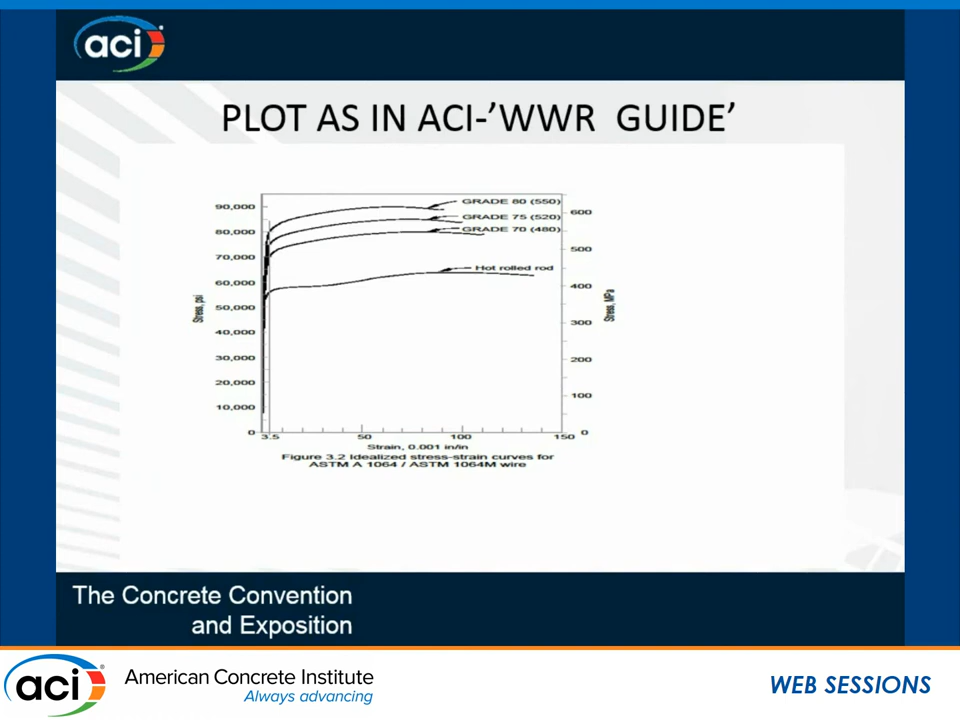 aci
PLOT AS IN ACI-’WWR GUIDE’
GRADE 80 (550)
GRADE 75 (520)
GRADE 70 (480)
Hot rolled rod
90,000
80,000
70,000
60,000
50,000
40,000
30,000
20,000
10,000
0
Stress, psi
600
500
400
300
200
100
0
Stress, MPa
3.5
50
100
150
Strain, 0.001 in/in
Figure 3.2 Idealized stress-strain curves for
ASTM A 1064 / ASTM 1064M wire
The Concrete Convention
and Exposition
aci®
American Concrete Institute
Always advancing
WEB SESSIONS